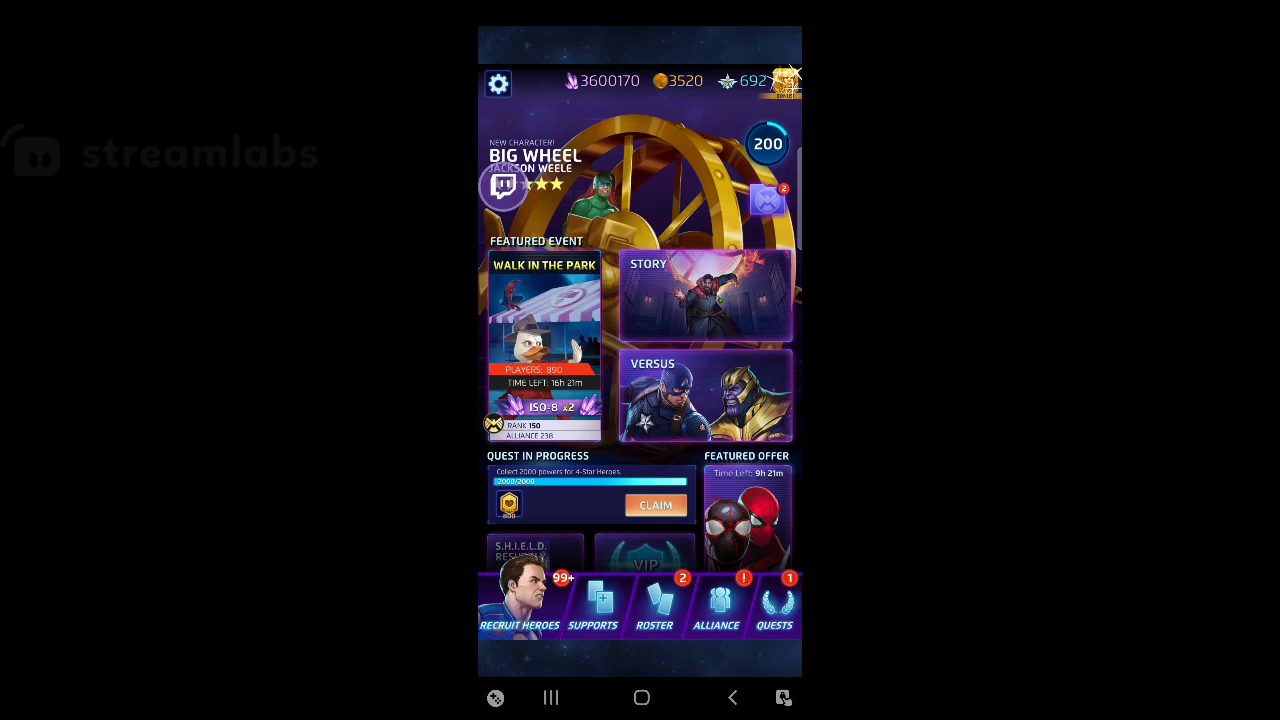 3600170 3520 692
BONUS!
streamlabs
NEW CHARACTER!
BIG WHEEL
JACKSON WEELE
200
2
FEATURED EVENT
WALK IN THE PARK
PLAYERS: 890
TIME LEFT: 16h 21m
ISO-8 x2
RANK 150
ALLIANCE 238
STORY
VERSUS
QUEST IN PROGRESS
Collect 2000 powers for 4-Star Heroes.
2000/2000
800
CLAIM
FEATURED OFFER
Time Left: 9h 21m
S.H.I.E.L.D.
VIP
99+
RECRUIT HEROES
SUPPORTS
2
ROSTER
!
ALLIANCE
1
QUESTS